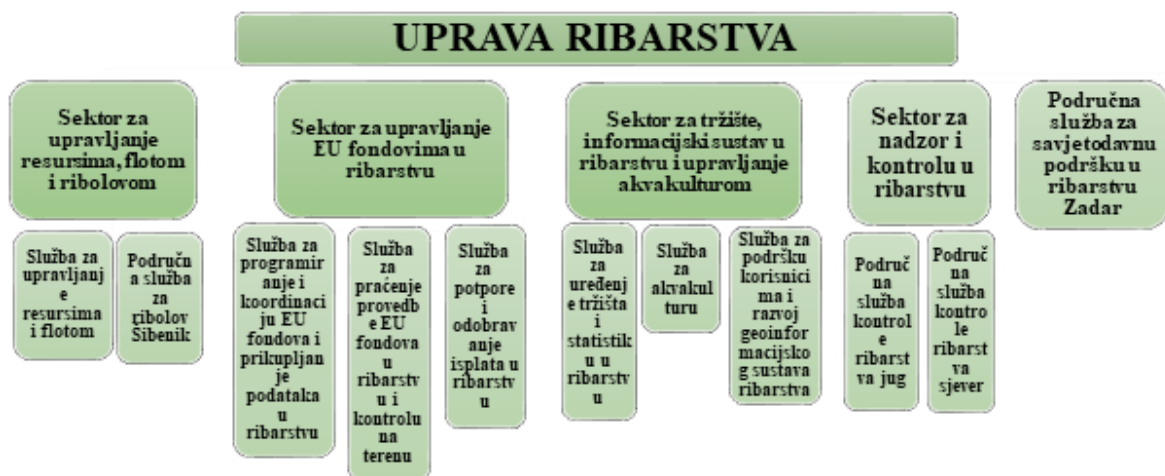 UPRAVA RIBARSTVA
Sektor za
upravljanje
resursima, flotom
i ribolovom
Sektor za upravljanje
EU fondovima u
ribarstvu
Sektor za tržište,
informacijski sustav u
ribarstvu i upravljanje
akvakulturom
Sektor za
nadzor i
kontrolu u
ribarstvu
Područna
služba za
savjetodavnu
podršku u
ribarstvu
Zadar
Služba za
upravljanj
e
resursima
i flotom
Područn
a služba
za
ribolov
Šibenik
Služba za
programir
anje i
koordinaci
ju EU
fondova i
prikupljan
je
podataka
u
ribarstvu
Služba
za
praćenje
provedb
e EU
fondova
u
ribarstv
u i
kontrolu
na
terenu
Služba
za
potpore
i
odobrav
anje
isplata u
ribarstv
u
Služba
za
uređenj
e tržišta
i
statistik
u u
ribarstv
u
Služba
za
akvakul
turu
Služba za
podršku
korisnici
ma i
razvoj
geoinfor
macijsko
g sustava
ribarstva
Područ
na
služba
kontrol
e
ribarst
va jug
Područ
na
služba
kontro
le
ribarst
va
sjever